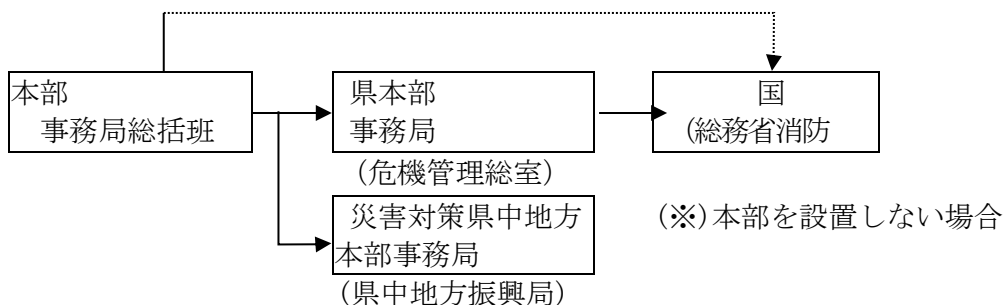 本部
事務局総括班
県本部
事務局
(危機管理総室)
国
(総務省消防
災害対策県中地方
本部事務局
(県中地方振興局)
(※)本部を設置しない場合